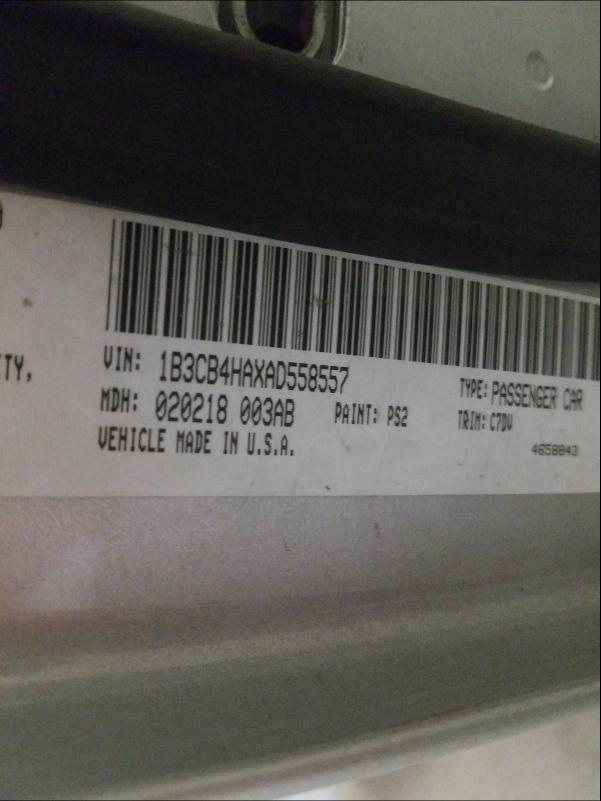 TY,
VIN: 1B3CB4HAXAD558557
TYPE: PASSENGER CAR
MDH: 020218 003AB
PAINT: PS2
TRIM: C7DV
VEHICLE MADE IN U.S.A.
4658843